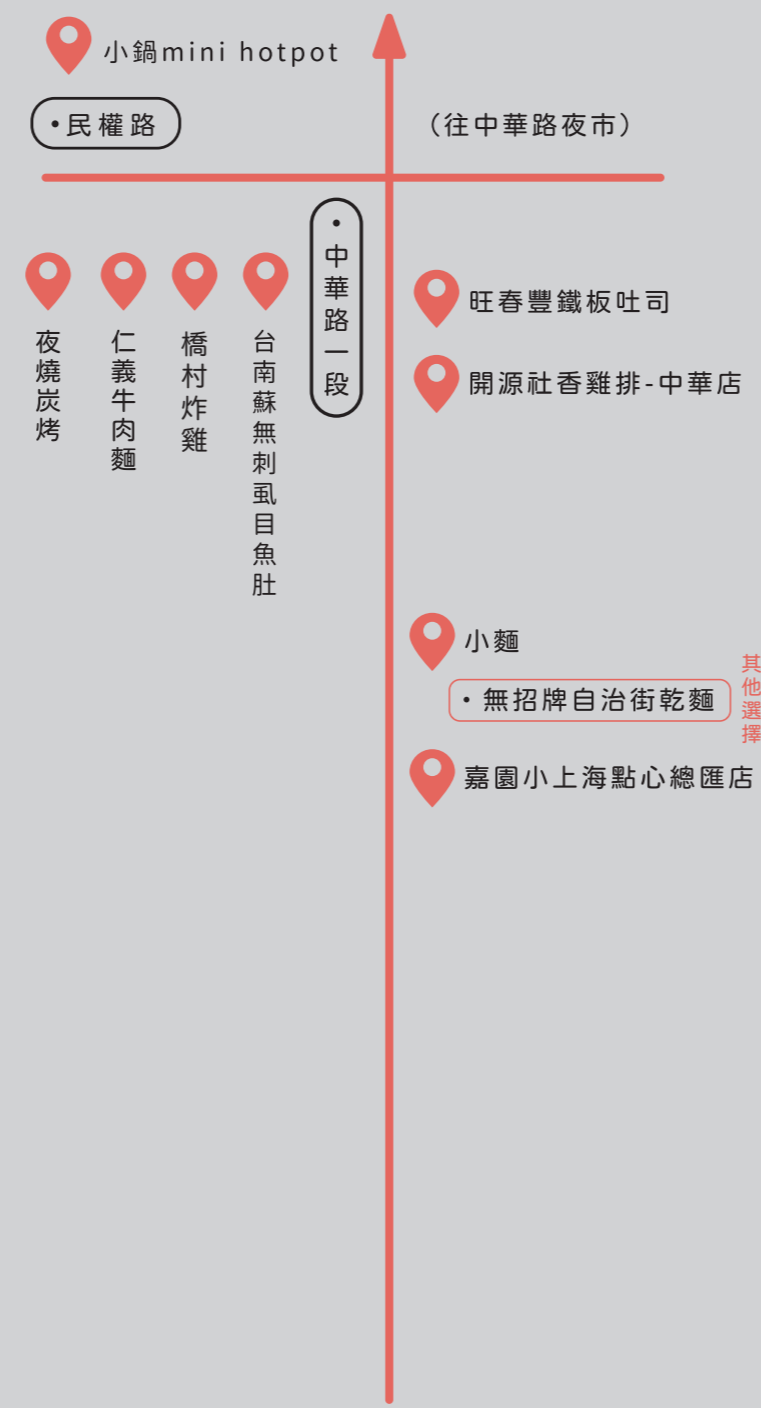 小鍋mini hotpot
•民權路
（往中華路夜市）
•中華路一段
夜燒炭烤
仁義牛肉麵
橋村炸雞
台南蘇無刺虱目魚肚
旺春豐鐵板吐司
開源社香雞排-中華店
小麵
•無招牌自治街乾麵
其他選擇
嘉園小上海點心總匯店